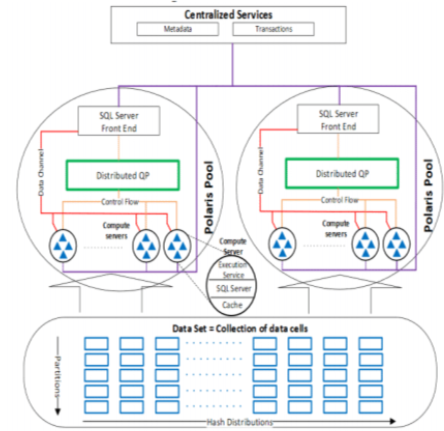 Centralized Services
Metadata
Transactions
SQL Server
Front End
Data Channel
Distributed QP
Control Flow
Compute
servers
Polaris Pool
SQL Server
Front End
Data Channel
Distributed QP
Control Flow
Compute
servers
Polaris Pool
Compute
Server
Execution
Service
SQL Server
Cache
Data Set = Collection of data cells
Partitions
Hash Distributions